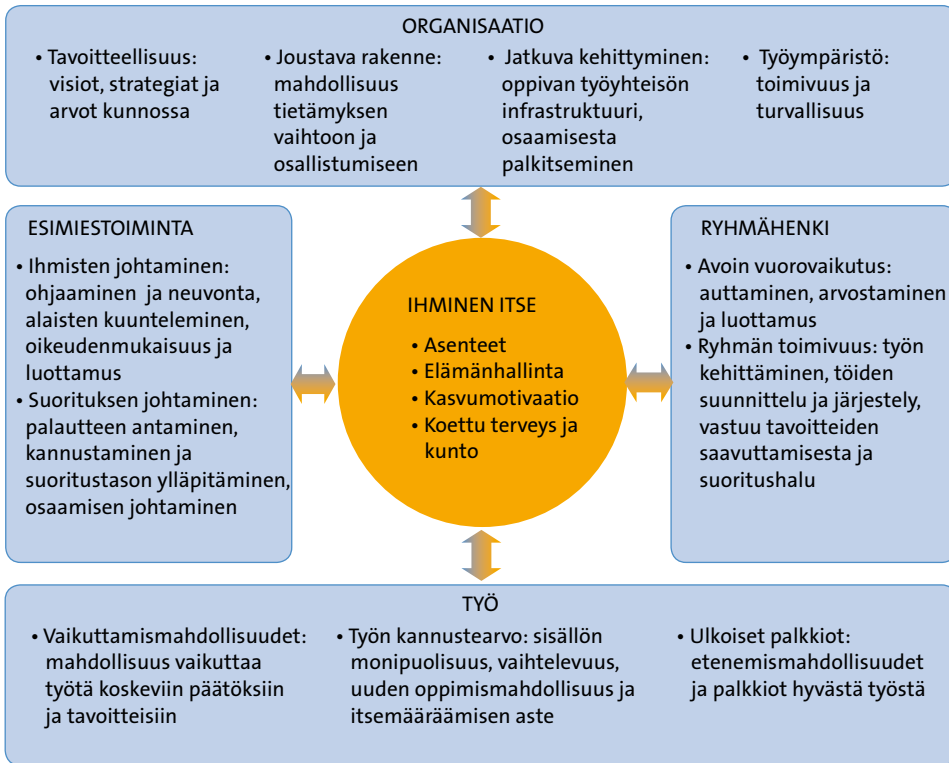 ORGANISAATIO
• Tavoitteellisuus:
visiot, strategiat ja
arvot kunnossa
• Joustava rakenne:
mahdollisuus
tietämyksen
vaihtoon ja
osallistumiseen
• Jatkuva kehittyminen:
oppivan työyhteisön
infrastruktuuri,
osaamisesta
palkitseminen
• Työympäristö:
toimivuus ja
turvallisuus
ESIMIESTOIMINTA
• Ihmisten johtaminen:
ohjaaminen ja neuvonta,
alaisten kuunteleminen,
oikeudenmukaisuus ja
luottamus
• Suorituksen johtaminen:
palautteen antaminen,
kannustaminen ja
suoritustason ylläpitäminen,
osaamisen johtaminen
IHMINEN ITSE
• Asenteet
• Elämänhallinta
• Kasvumotivaatio
• Koettu terveys ja
kunto
RYHMÄHENKI
• Avoin vuorovaikutus:
auttaminen, arvostaminen
ja luottamus
• Ryhmän toimivuus: työn
kehittäminen, töiden
suunnittelu ja järjestely,
vastuu tavoitteiden
saavuttamisesta ja
suoritushalu
TYÖ
• Vaikuttamismahdollisuudet:
mahdollisuus vaikuttaa
työtä koskeviin päätöksiin
ja tavoitteisiin
• Työn kannustearvo: sisällön
monipuolisuus, vaihtelevuus,
uuden oppimismahdollisuus ja
itsemääräämisen aste
• Ulkoiset palkkiot:
etenemismahdollisuudet
ja palkkiot hyvästä työstä